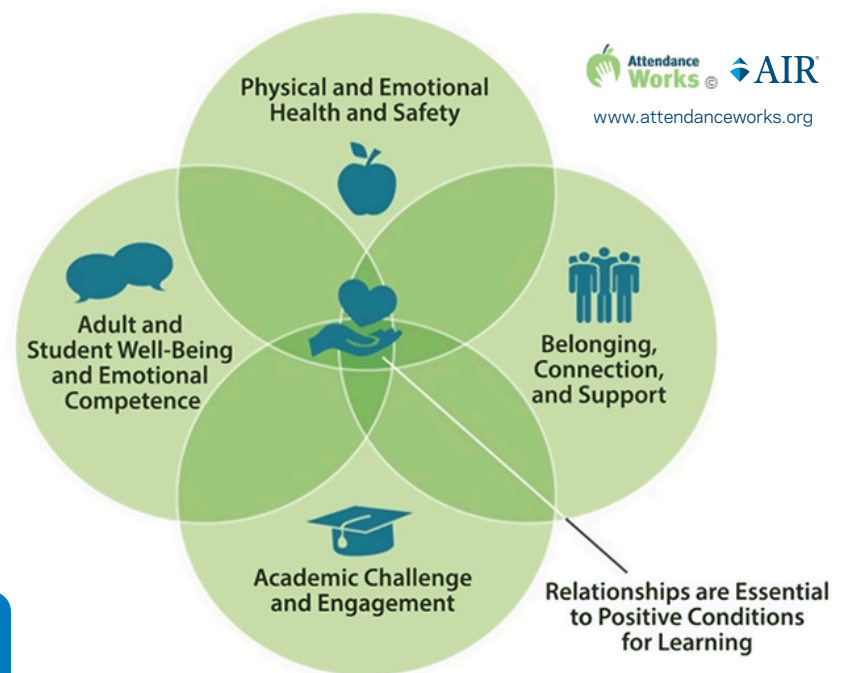 Physical and Emotional
Health and Safety
Attendance
Works ©
AIR
www.attendanceworks.org
Adult and
Student Well-Being
and Emotional
Competence
Belonging,
Connection,
and Support
Academic Challenge
and Engagement
Relationships are Essential
to Positive Conditions
for Learning